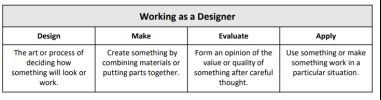 Working as a Designer
Design
Make
Evaluate
Apply
The art or process of
deciding how
something will look or
work.
Create something by
combining materials or
putting parts together.
Form an opinion of the
value or quality of
something after careful
thought.
Use something or make
something work in a
particular situation.